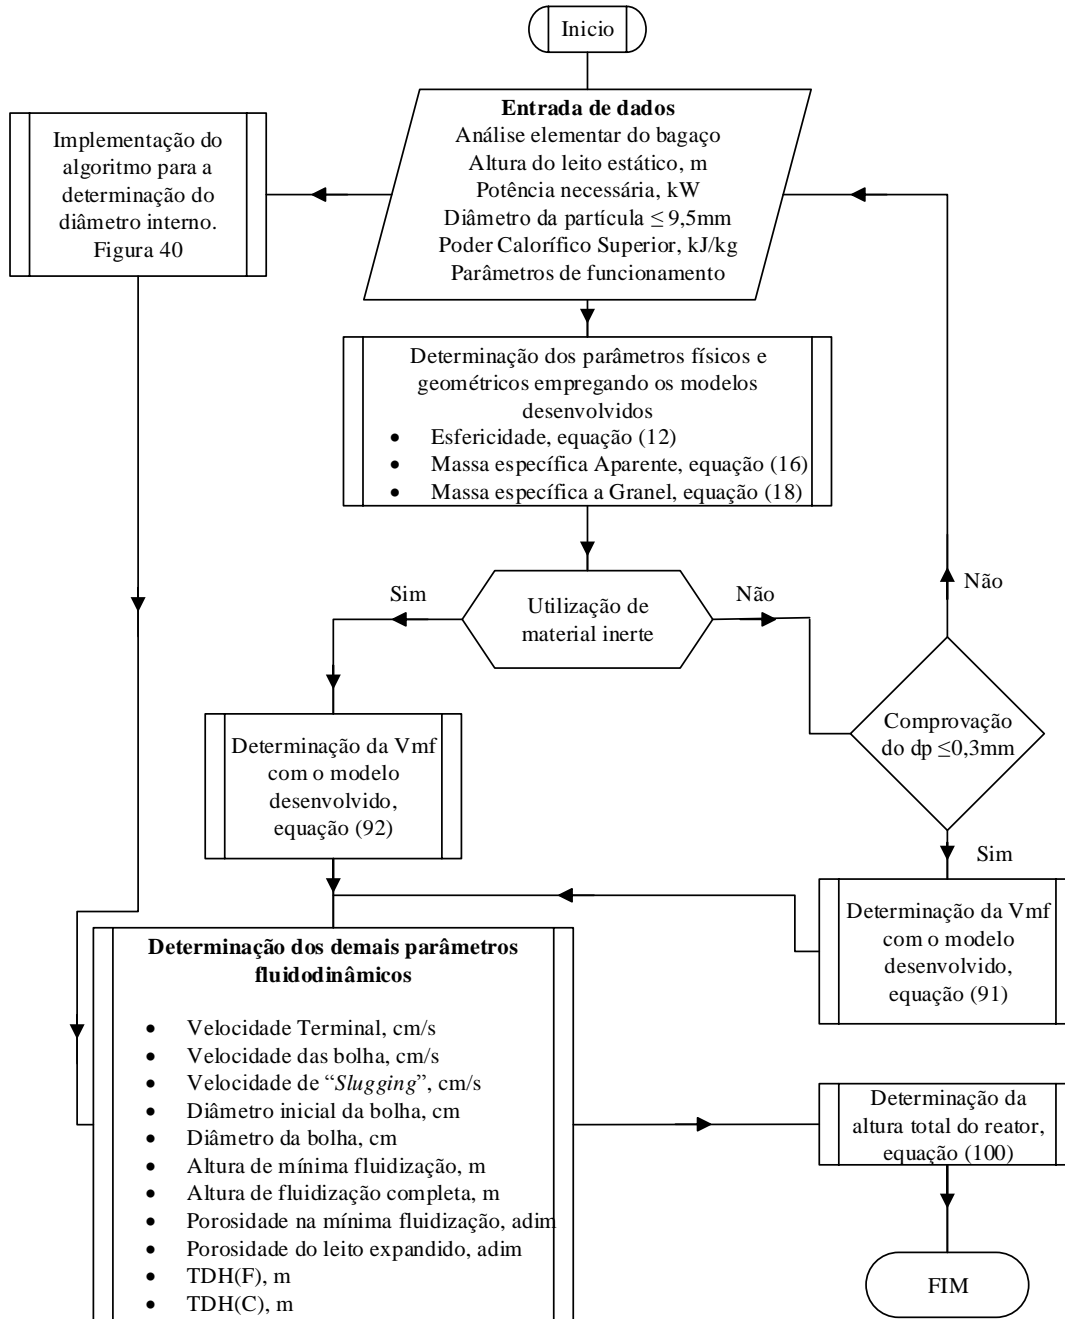 Inicio
Entrada de dados
Análise elementar do bagaço
Altura do leito estático, m
Potência necessária, kW
Diâmetro da partícula ≤ 9,5mm
Poder Calorífico Superior, kJ/kg
Parâmetros de funcionamento
Implementação do
algoritmo para a
determinação do
diâmetro interno.
Figura 40
Determinação dos parâmetros físicos e
geométricos empregando os modelos
desenvolvidos
• Esfericidade, equação (12)
• Massa específica Aparente, equação (16)
• Massa específica a Granel, equação (18)
Sim
Utilização de
material inerte
Não
Não
Comprovação
do dp ≤0,3mm
Sim
Determinação da Vmf
com o modelo
desenvolvido,
equação (92)
Determinação da Vmf
com o modelo
desenvolvido,
equação (91)
Determinação dos demais parâmetros
fluidodinâmicos
• Velocidade Terminal, cm/s
• Velocidade das bolha, cm/s
• Velocidade de “Slugging”, cm/s
• Diâmetro inicial da bolha, cm
• Diâmetro da bolha, cm
• Altura de mínima fluidização, m
• Altura de fluidização completa, m
• Porosidade na mínima fluidização, adim
• Porosidade do leito expandido, adim
• TDH(F), m
• TDH(C), m
Determinação da
altura total do reator,
equação (100)
FIM